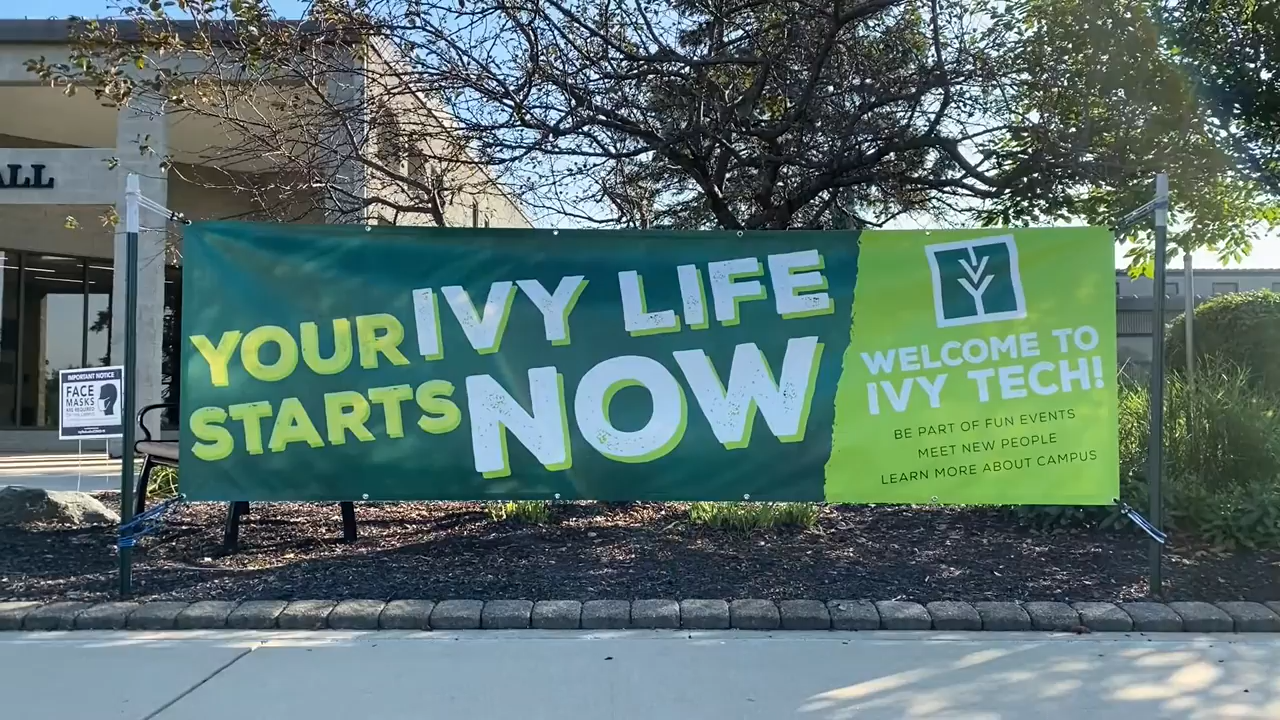 ALL
IMPORTANT NOTICE
FACE
MASKS
ARE REQUIRED
YOUR IVY LIFE
STARTS NOW
WELCOME TO
IVY TECH!
BE PART OF FUN EVENTS
MEET NEW PEOPLE
LEARN MORE ABOUT CAMPUS